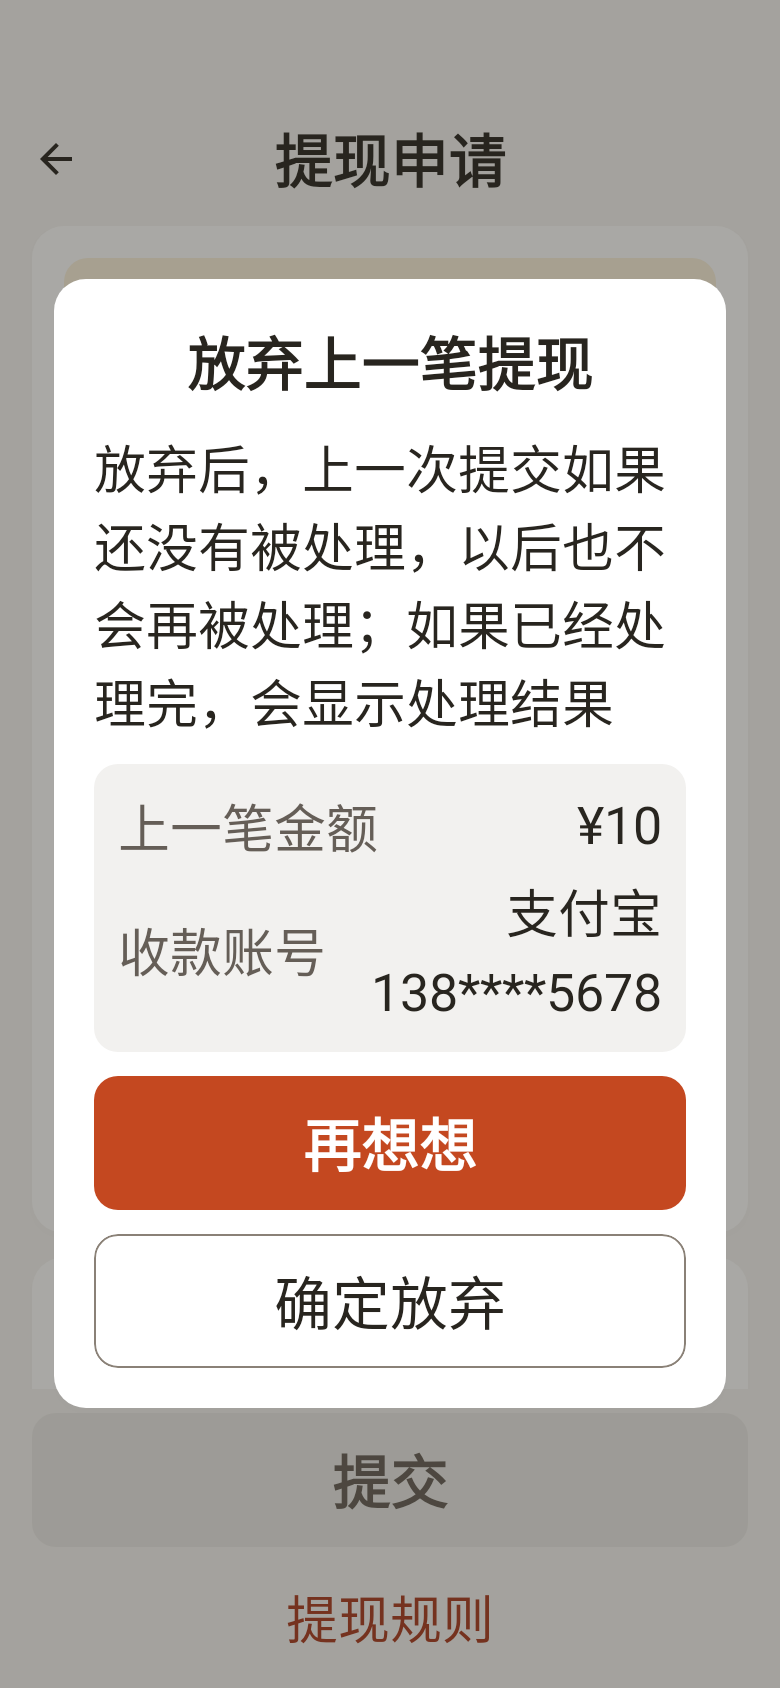 提现申请
放弃上一笔提现
放弃后，上一次提交如果
还没有被处理，以后也不
会再被处理；如果已经处
理完，会显示处理结果
上一笔金额 ¥10
收款账号 支付宝
138****5678
再想想
确定放弃
提交
提现规则